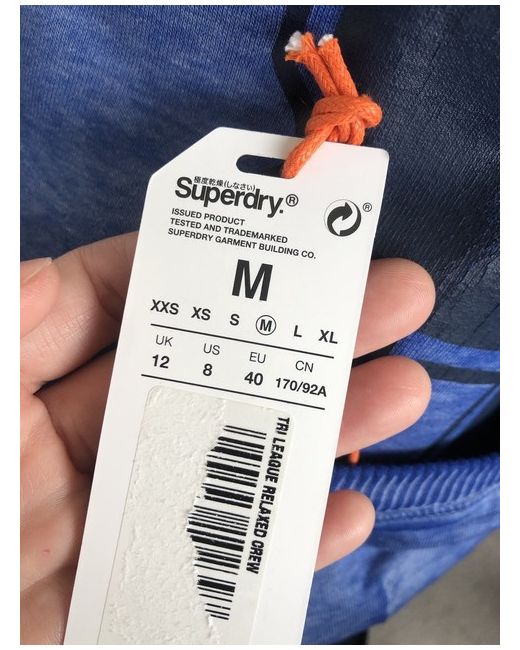 極度乾燥(しなさい)
Superdry.®
®
ISSUED PRODUCT
TESTED AND TRADEMARKED
SUPERDRY GARMENT BUILDING CO.
M
XXS XS S M L XL
UK US EU CN
12 8 40 170/92A
TRI LEAGUE RELAXED CREW